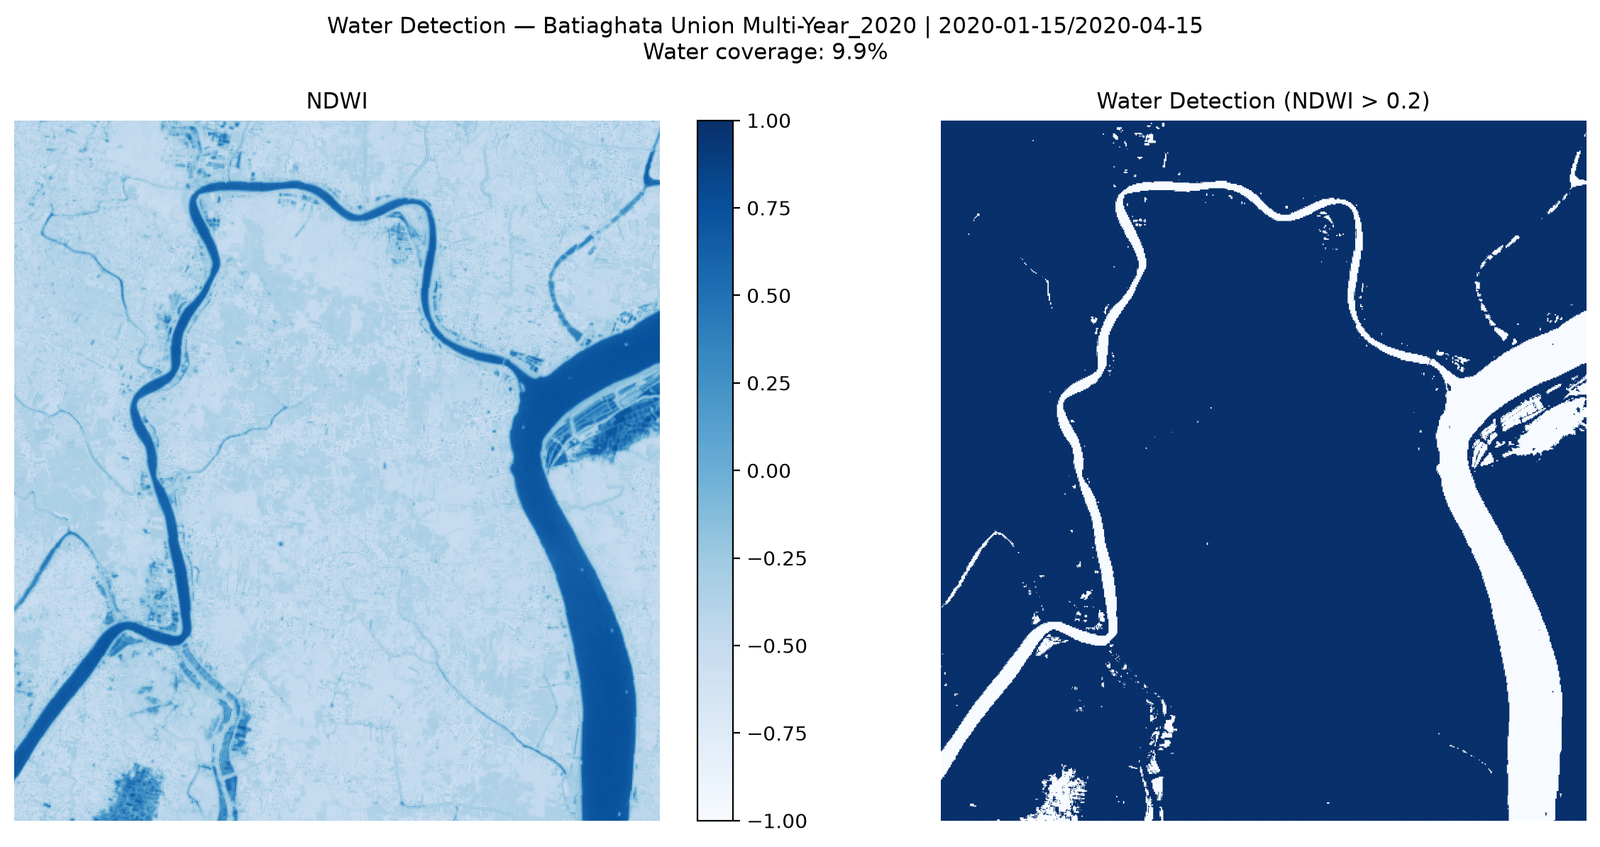 Water Detection — Batiaghata Union Multi-Year_2020 | 2020-01-15/2020-04-15
Water coverage: 9.9%
NDWI
Water Detection (NDWI > 0.2)
1.00
0.75
0.50
0.25
0.00
−0.25
−0.50
−0.75
−1.00